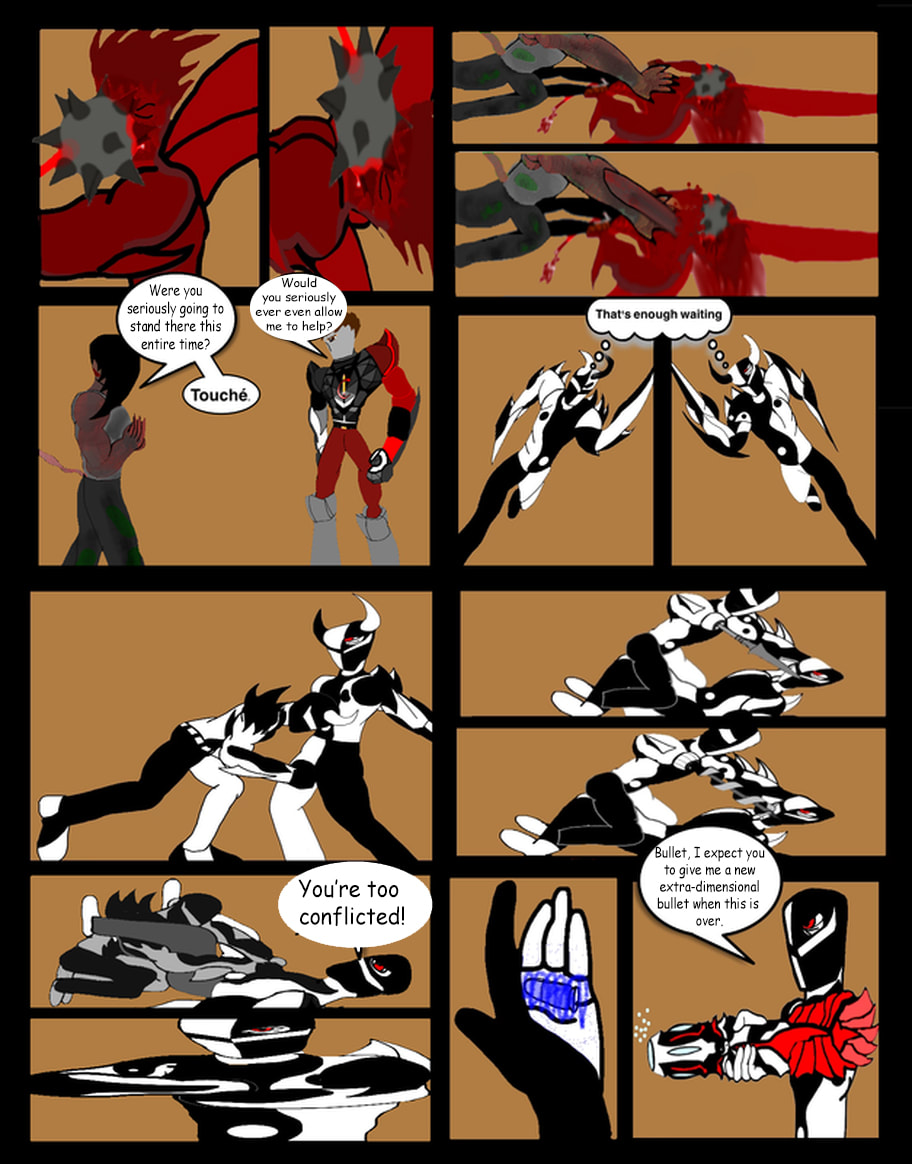 Were you
seriously going to
stand there this
entire time?
Would
you seriously
ever even allow
me to help?
Touché.
That's enough waiting
You're too
conflicted!
Bullet, I expect you
to give me a new
extra-dimensional
bullet when this is
over.